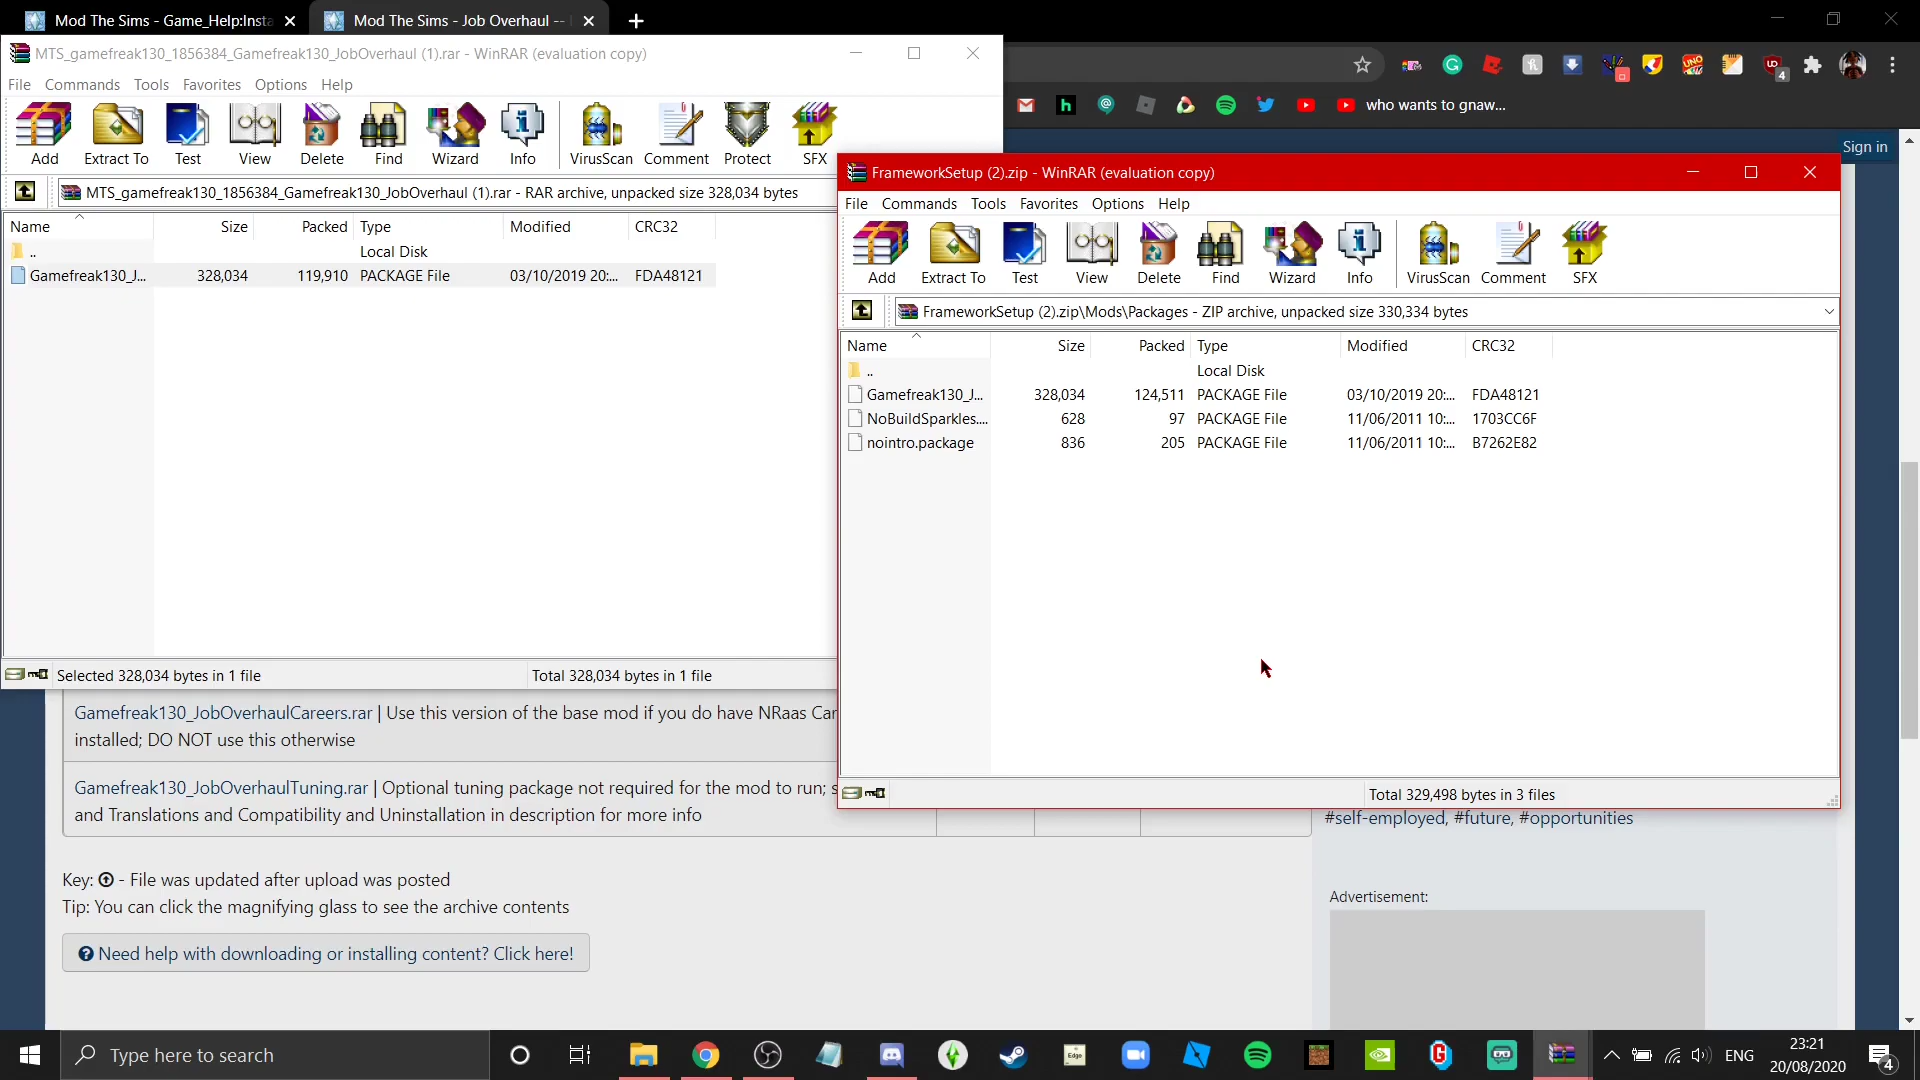 Mod The Sims - Game_Help:Insta
Mod The Sims - Job Overhaul --
MTS_gamefreak130_1856384_Gamefreak130_JobOverhaul (1).rar - WinRAR (evaluation copy)
File Commands Tools Favorites Options Help
who wants to gnaw...
Add Extract To Test View Delete Find Wizard Info VirusScan Comment Protect SFX
Sign in
MTS_gamefreak130_1856384_Gamefreak130_JobOverhaul (1).rar - RAR archive, unpacked size 328,034 bytes
Name Size Packed Type Modified CRC32
.. Local Disk
Gamefreak130_J... 328,034 119,910 PACKAGE File 03/10/2019 20:... FDA48121
Selected 328,034 bytes in 1 file
Total 328,034 bytes in 1 file
FrameworkSetup (2).zip - WinRAR (evaluation copy)
File Commands Tools Favorites Options Help
Add Extract To Test View Delete Find Wizard Info VirusScan Comment SFX
FrameworkSetup (2).zip\Mods\Packages - ZIP archive, unpacked size 330,334 bytes
Name Size Packed Type Modified CRC32
.. Local Disk
Gamefreak130_J... 328,034 124,511 PACKAGE File 03/10/2019 20:... FDA48121
NoBuildSparkles.... 628 97 PACKAGE File 11/06/2011 10:... 1703CC6F
nointro.package 836 205 PACKAGE File 11/06/2011 10:... B7262E82
Total 329,498 bytes in 3 files
Gamefreak130_JobOverhaulCareers.rar | Use this version of the base mod if you do have NRaas Car
installed; DO NOT use this otherwise
Gamefreak130_JobOverhaulTuning.rar | Optional tuning package not required for the mod to run; s
and Translations and Compatibility and Uninstallation in description for more info
#self-employed, #future, #opportunities
Key: - File was updated after upload was posted
Tip: You can click the magnifying glass to see the archive contents
Need help with downloading or installing content? Click here!
Advertisement:
Type here to search
Edge
ENG
23:21
20/08/2020
4